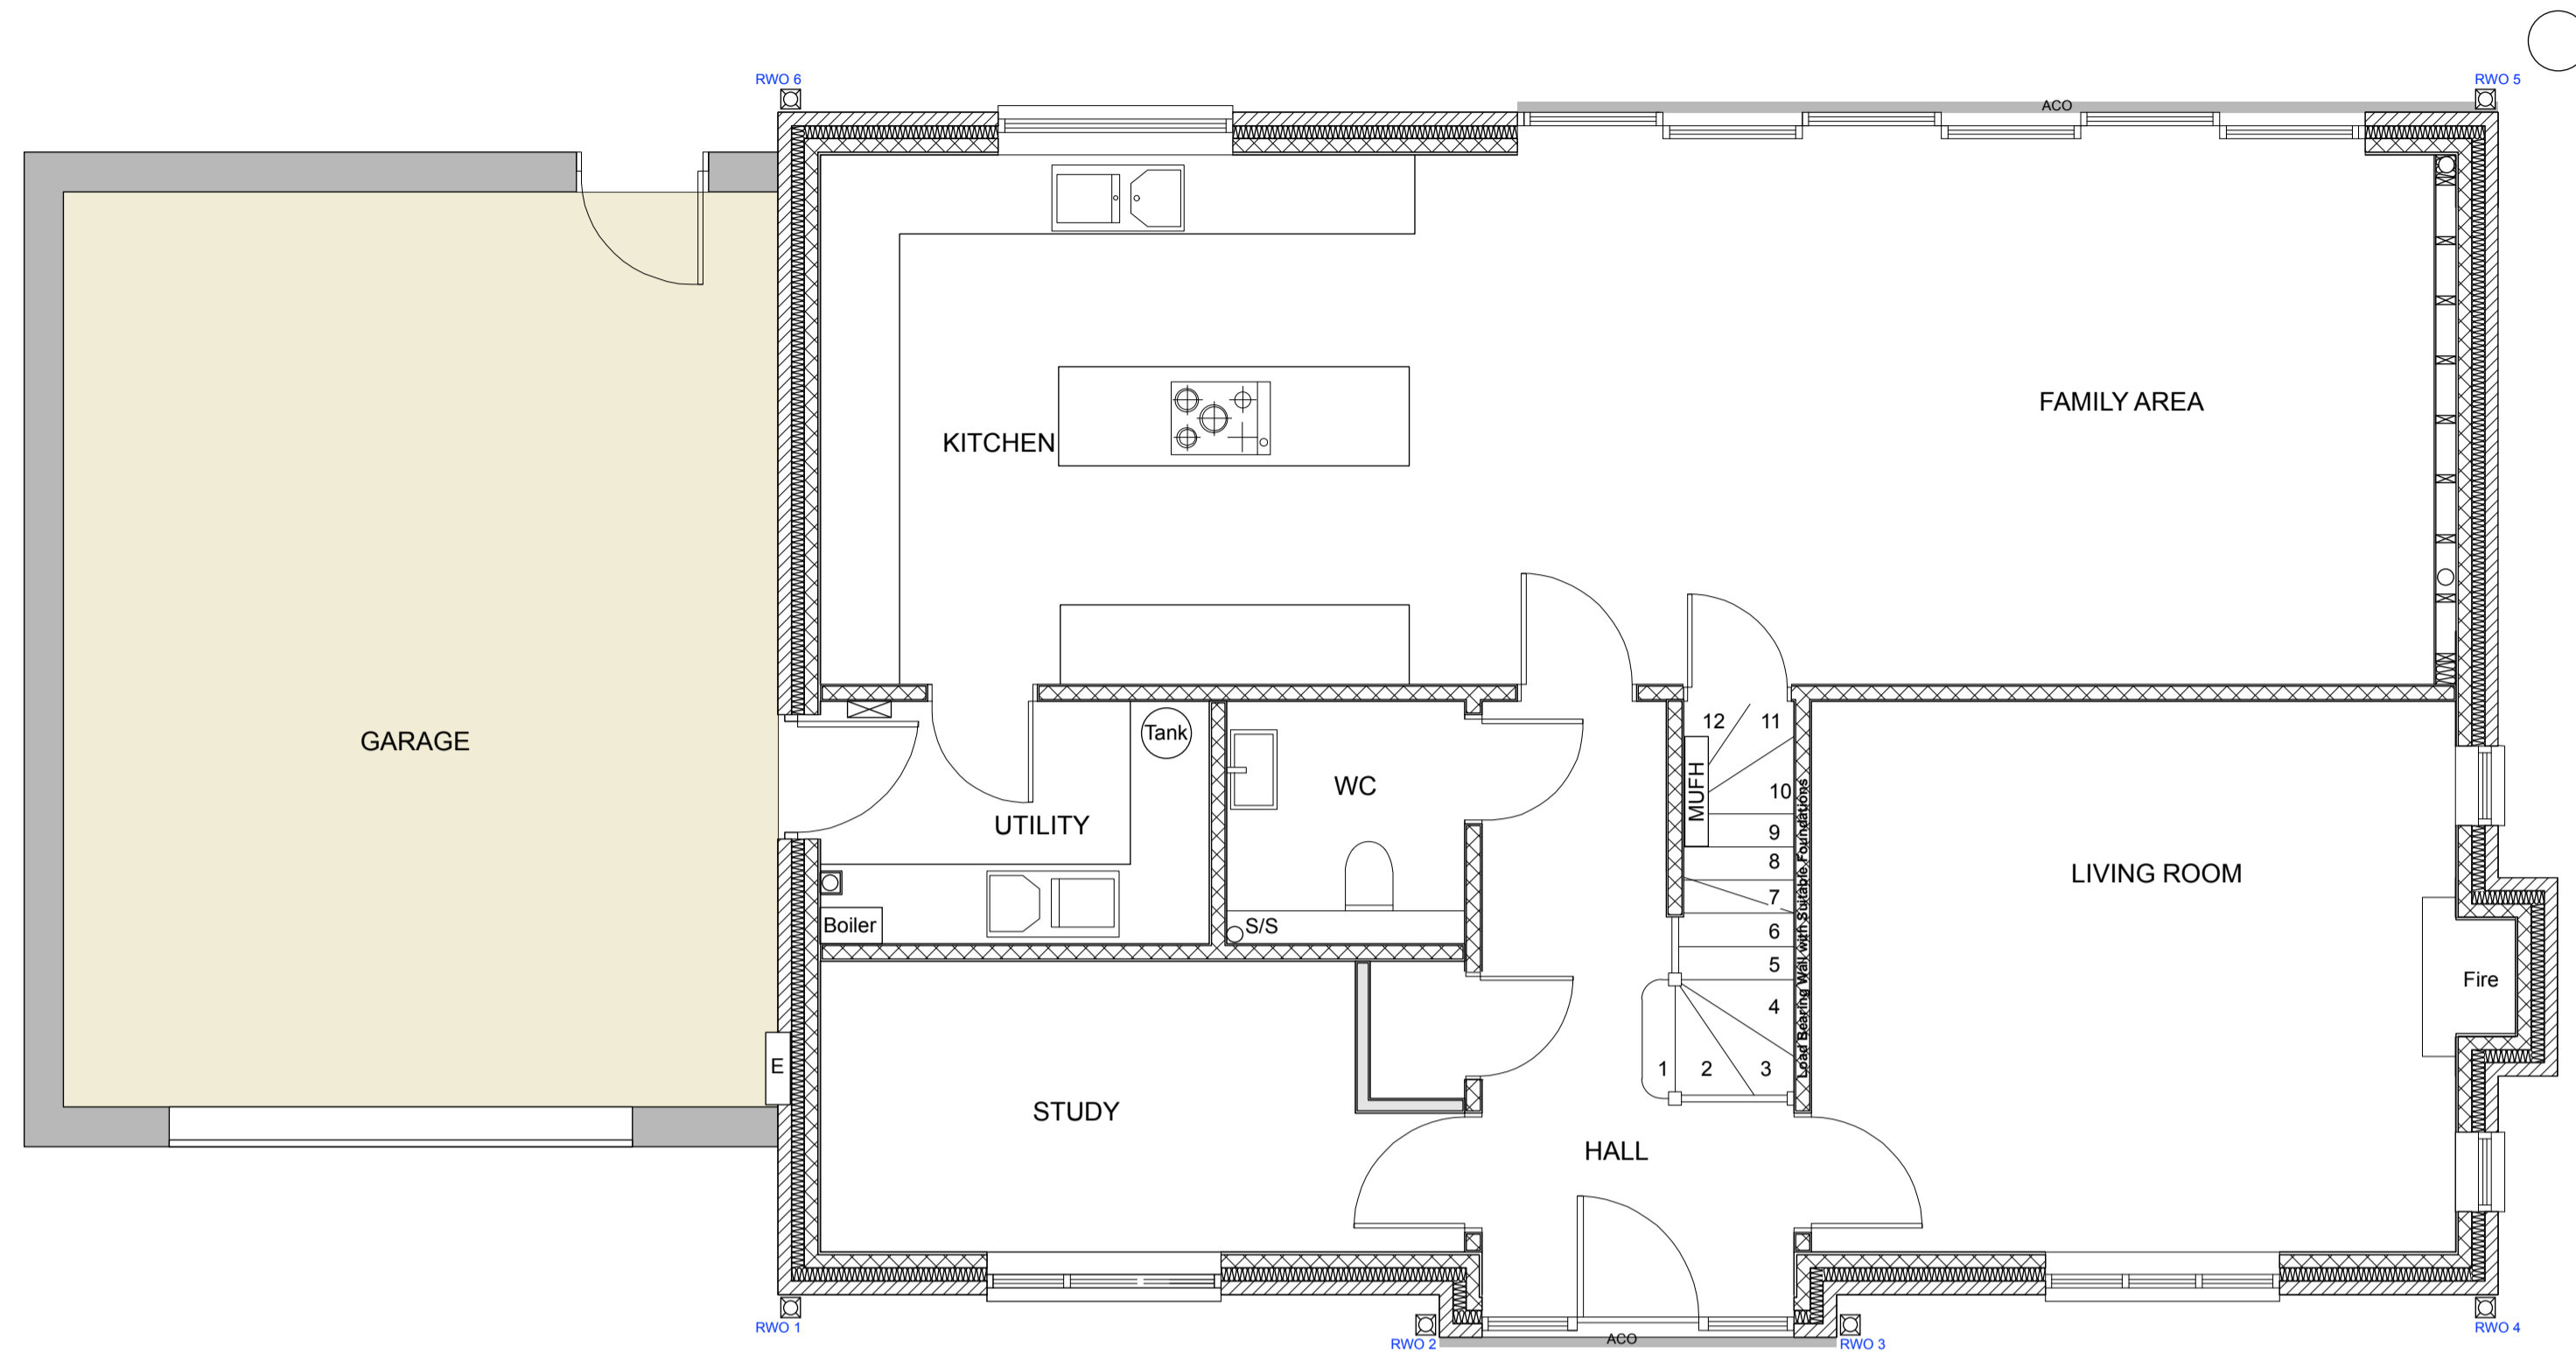 RWO 6
RWO 5
ACO
FAMILY AREA
KITCHEN
GARAGE
Tank
12
11
WC
MUFH
10
UTILITY
9
8
LIVING ROOM
7
Boiler
S/S
6
5
Fire
4
Load Bearing Wall with Suitable Foundations
E
1
2
3
STUDY
HALL
RWO 1
RWO 2
ACO
RWO 3
RWO 4